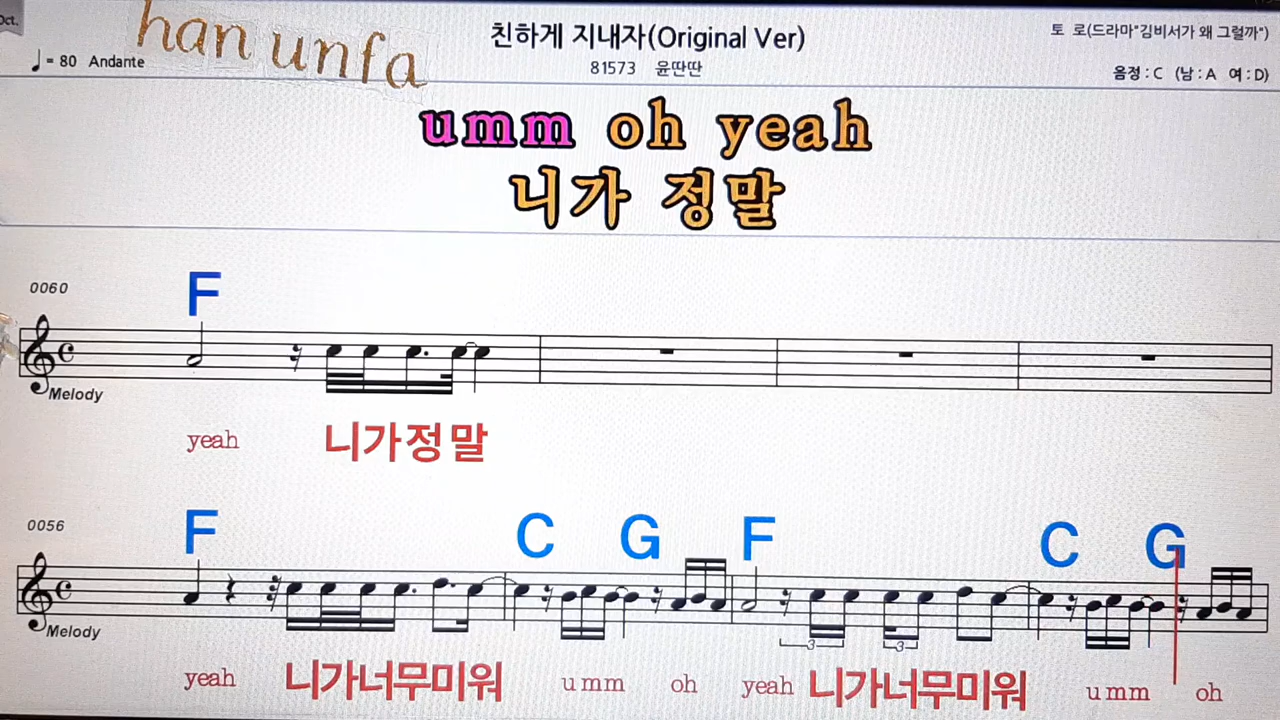 Oct.
han unfa
친하게 지내자(Original Ver)
토 로(드라마"김비서가 왜 그럴까")
♩= 80 Andante
81573 윤딴딴
음정 : C (남 : A 여 : D)
umm oh yeah
니가 정말
0060
F
Melody
yeah 니가정말
0056
F C G F C G
Melody
3 3
yeah 니가너무미워 umm oh yeah 니가너무미워 umm oh